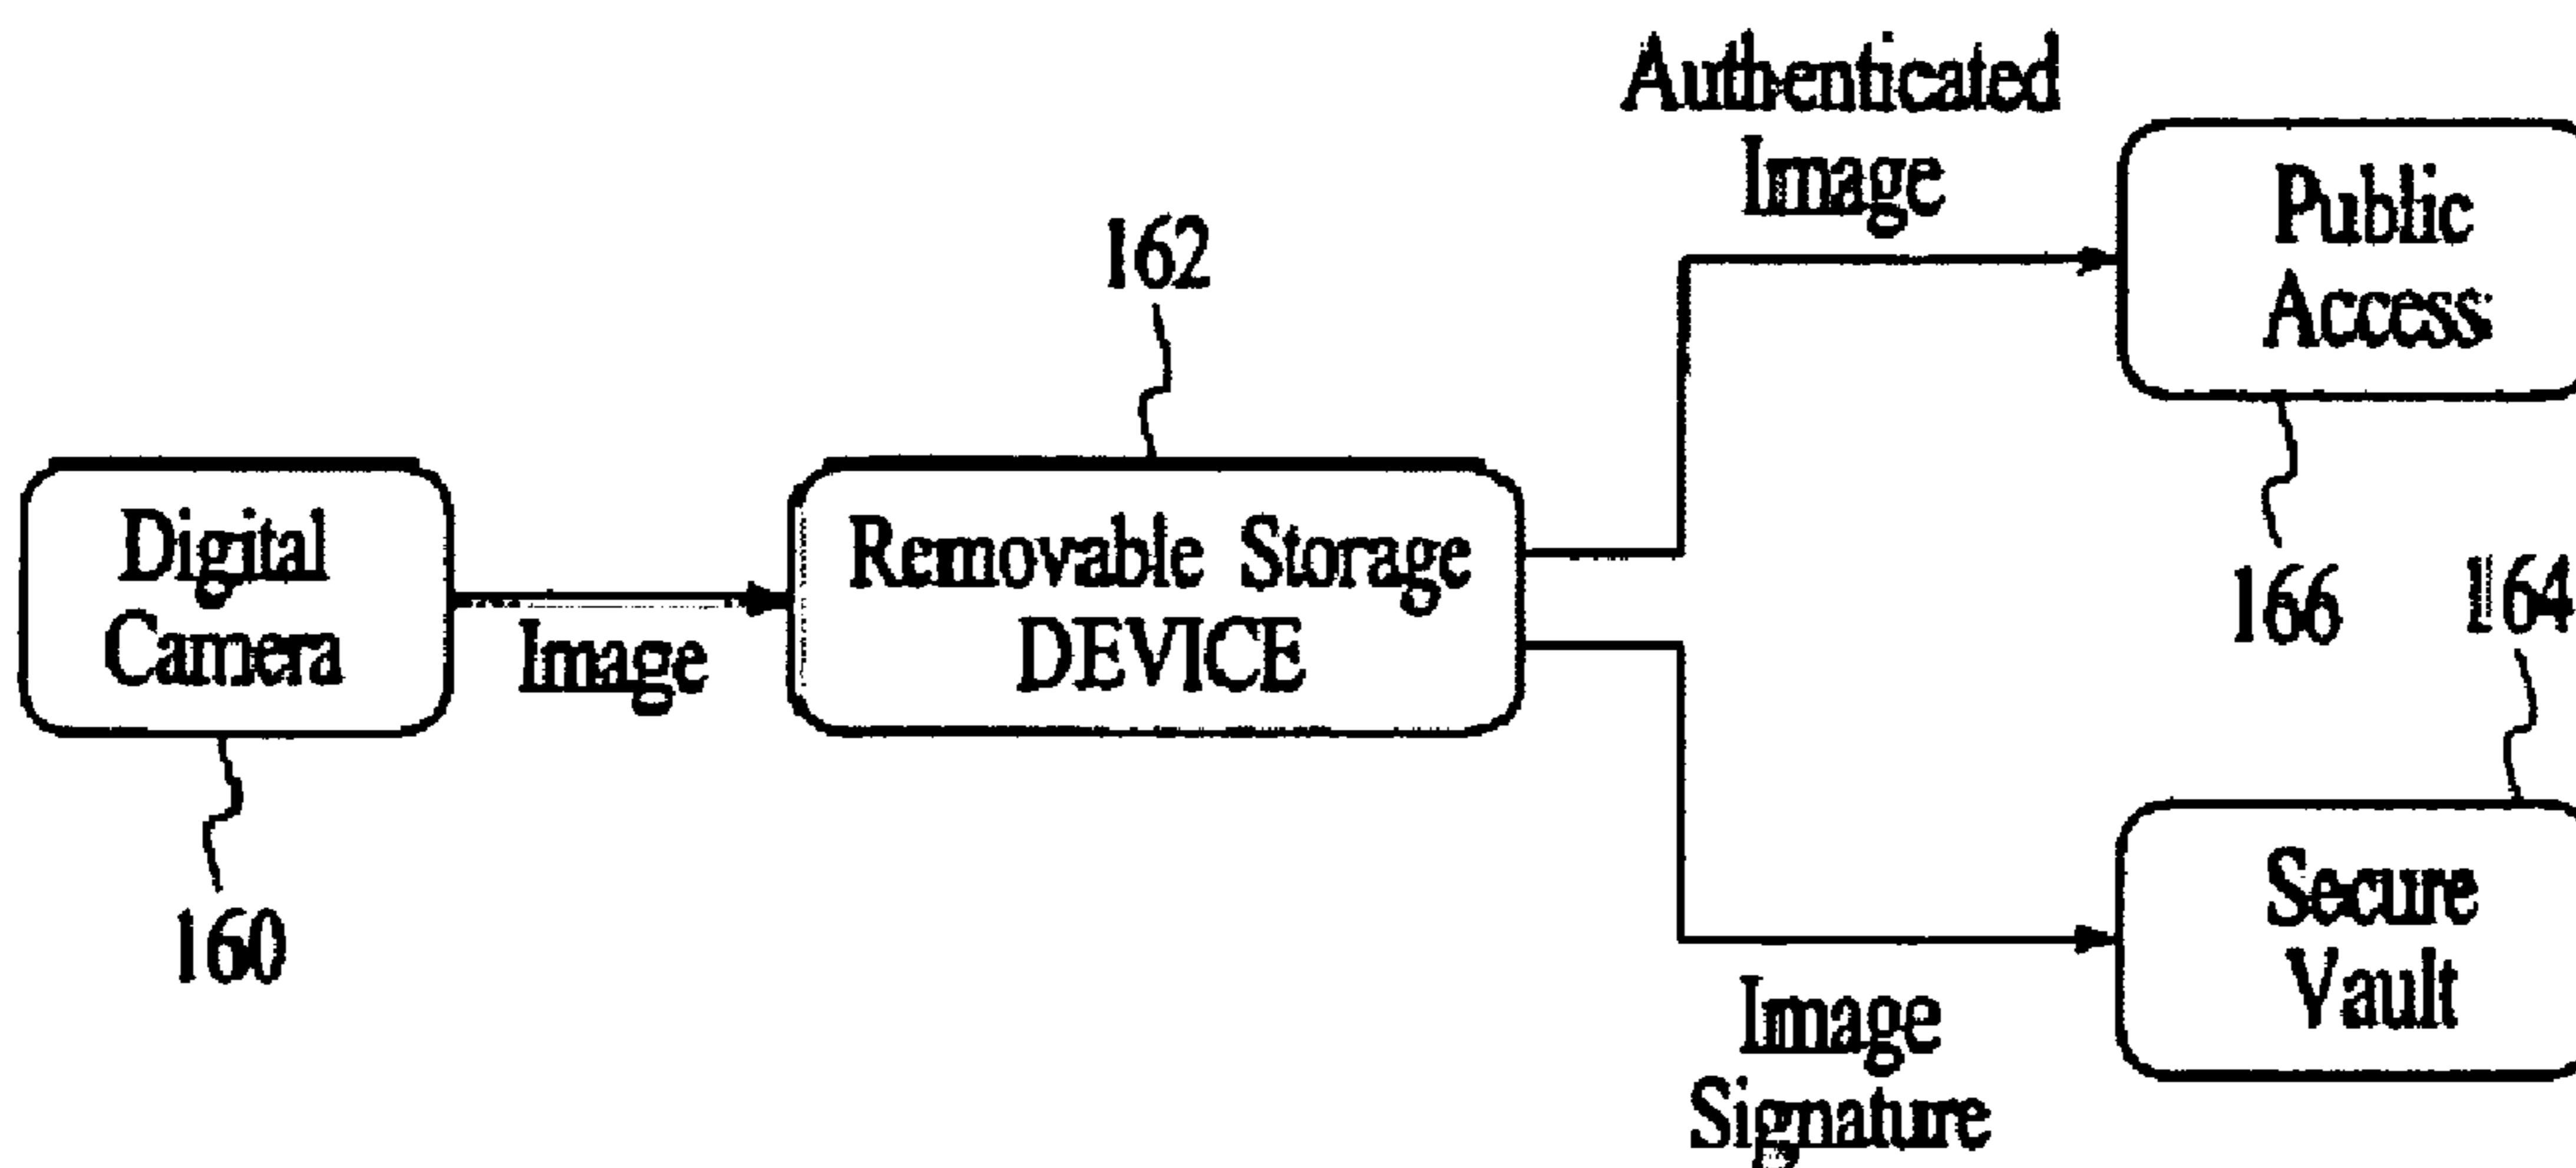 Authenticated
Image
Public
Access
162
Digital
Camera
Image
Removable Storage
DEVICE
166
164
160
Secure
Vault
Image
Signature